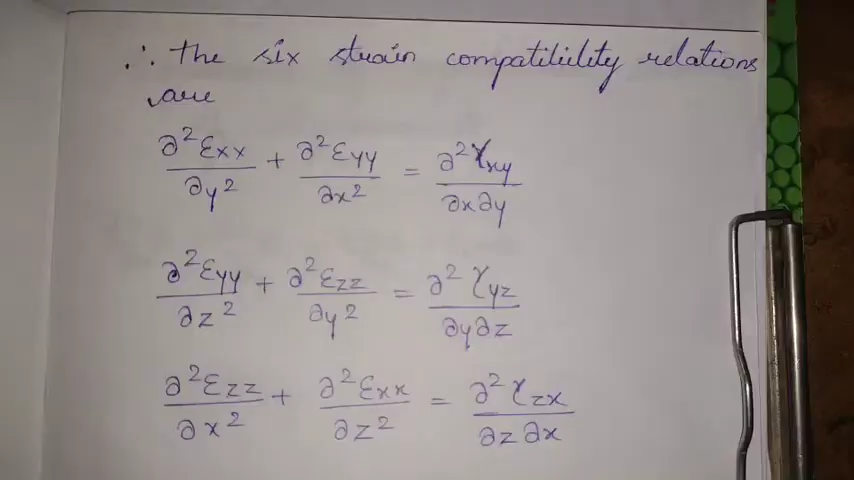 ∴ The six strain compatibility relations
are
∂²εxx/∂y² + ∂²εyy/∂x² = ∂²γxy/∂x∂y
∂²εyy/∂z² + ∂²εzz/∂y² = ∂²γyz/∂y∂z
∂²εzz/∂x² + ∂²εxx/∂z² = ∂²γzx/∂z∂x